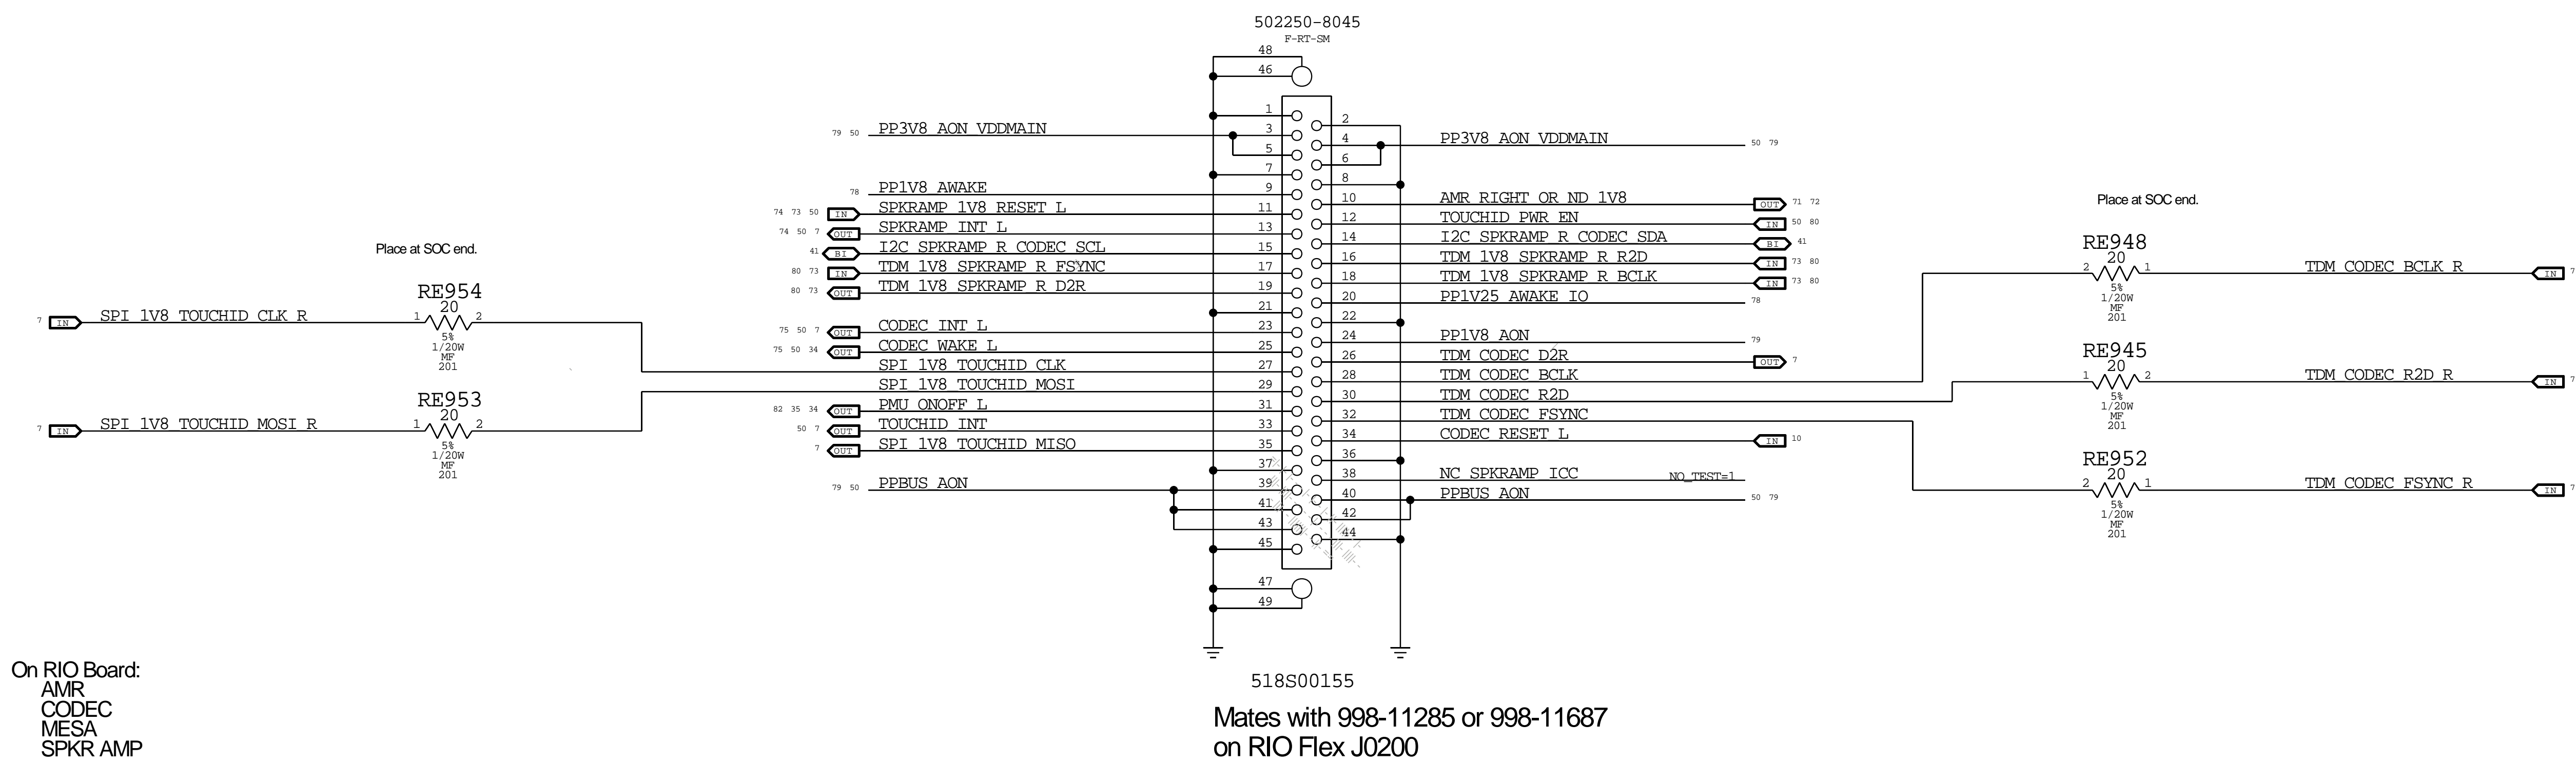 502250-8045
F-RT-SM
48
46
1
2
79 50 PP3V8_AON_VDDMAIN 3
4 PP3V8_AON_VDDMAIN 50 79
5
6
7
8
78 PP1V8_AWAKE 9
10 AMR_RIGHT_OR_ND_1V8 OUT 71 72
74 73 50 IN SPKRAMP_1V8_RESET_L 11
12 TOUCHID_PWR_EN IN 50 80
74 50 7 OUT SPKRAMP_INT_L 13
14 I2C_SPKRAMP_R_CODEC_SDA BI 41
41 BI I2C_SPKRAMP_R_CODEC_SCL 15
16 TDM_1V8_SPKRAMP_R_R2D IN 73 80
80 73 IN TDM_1V8_SPKRAMP_R_FSYNC 17
18 TDM_1V8_SPKRAMP_R_BCLK IN 73 80
80 73 OUT TDM_1V8_SPKRAMP_R_D2R 19
20 PP1V25_AWAKE_IO 78
21
22
75 50 7 OUT CODEC_INT_L 23
24 PP1V8_AON 79
75 50 34 OUT CODEC_WAKE_L 25
26 TDM_CODEC_D2R OUT 7
SPI_1V8_TOUCHID_CLK 27
28 TDM_CODEC_BCLK
SPI_1V8_TOUCHID_MOSI 29
30 TDM_CODEC_R2D
82 35 34 OUT PMU_ONOFF_L 31
32 TDM_CODEC_FSYNC
50 7 OUT TOUCHID_INT 33
34 CODEC_RESET_L IN 10
7 OUT SPI_1V8_TOUCHID_MISO 35
36
37
38 NC_SPKRAMP_ICC NO_TEST=1
79 50 PPBUS_AON 39
40 PPBUS_AON 50 79
41
42
43
44
45
47
49
518S00155
Mates with 998-11285 or 998-11687
on RIO Flex J0200
Place at SOC end.
RE954
20
7 IN SPI_1V8_TOUCHID_CLK_R 1 2
5%
1/20W
MF
201
RE953
20
7 IN SPI_1V8_TOUCHID_MOSI_R 1 2
5%
1/20W
MF
201
Place at SOC end.
RE948
20
2 1 TDM_CODEC_BCLK_R IN 7
5%
1/20W
MF
201
RE945
20
1 2 TDM_CODEC_R2D_R IN 7
5%
1/20W
MF
201
RE952
20
2 1 TDM_CODEC_FSYNC_R IN 7
5%
1/20W
MF
201
On RIO Board:
AMR
CODEC
MESA
SPKR AMP